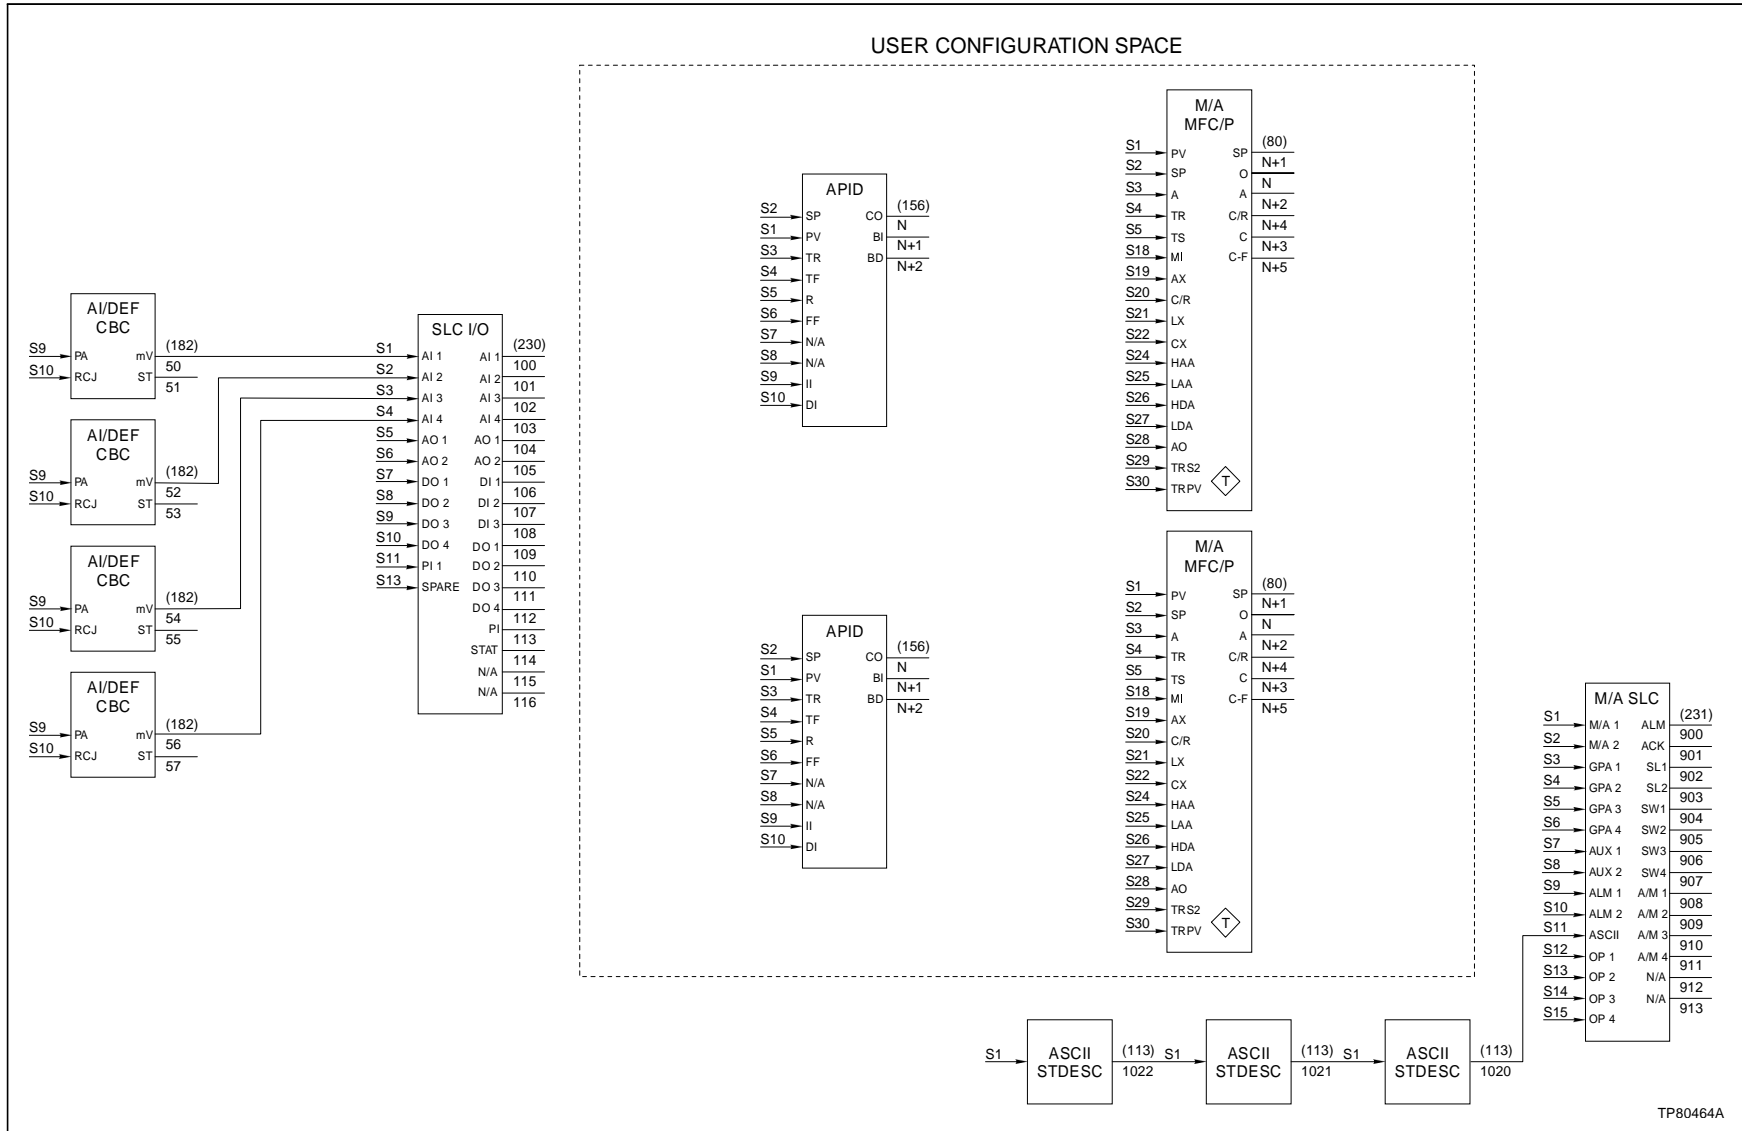 USER CONFIGURATION SPACE
AI/DEF
CBC
S9 PA mV (182)
50
S10 RCJ ST
51
AI/DEF
CBC
S9 PA mV (182)
52
S10 RCJ ST
53
AI/DEF
CBC
S9 PA mV (182)
54
S10 RCJ ST
55
AI/DEF
CBC
S9 PA mV (182)
56
S10 RCJ ST
57
SLC I/O
S1 AI 1 AI 1 (230)
100
S2 AI 2 AI 2
101
S3 AI 3 AI 3
102
S4 AI 4 AI 4
103
S5 AO 1 AO 1
104
S6 AO 2 AO 2
105
S7 DO 1 DI 1
106
S8 DO 2 DI 2
107
S9 DO 3 DI 3
108
S10 DO 4 DO 1
109
S11 PI 1 DO 2
110
S13 SPARE DO 3
111
DO 4
112
PI
113
STAT
114
N/A
115
N/A
116
APID
S2 SP CO (156)
N
S1 PV BI
N+1
S3 TR BD
N+2
S4 TF
S5 R
S6 FF
S7 N/A
S8 N/A
S9 II
S10 DI
APID
S2 SP CO (156)
N
S1 PV BI
N+1
S3 TR BD
N+2
S4 TF
S5 R
S6 FF
S7 N/A
S8 N/A
S9 II
S10 DI
M/A
MFC/P
S1 PV SP (80)
N+1
S2 SP O
N
S3 A A
N+2
S4 TR C/R
N+4
S5 TS C
N+3
S18 MI C-F
N+5
S19 AX
S20 C/R
S21 LX
S22 CX
S24 HAA
S25 LAA
S26 HDA
S27 LDA
S28 AO
S29 TRS2
S30 TRPV
T
M/A
MFC/P
S1 PV SP (80)
N+1
S2 SP O
N
S3 A A
N+2
S4 TR C/R
N+4
S5 TS C
N+3
S18 MI C-F
N+5
S19 AX
S20 C/R
S21 LX
S22 CX
S24 HAA
S25 LAA
S26 HDA
S27 LDA
S28 AO
S29 TRS2
S30 TRPV
T
M/A SLC
S1 M/A 1 ALM (231)
900
S2 M/A 2 ACK
901
S3 GPA 1 SL1
902
S4 GPA 2 SL2
903
S5 GPA 3 SW1
904
S6 GPA 4 SW2
905
S7 AUX 1 SW3
906
S8 AUX 2 SW4
907
S9 ALM 1 A/M 1
908
S10 ALM 2 A/M 2
909
S11 ASCII A/M 3
910
S12 OP 1 A/M 4
911
S13 OP 2 N/A
912
S14 OP 3 N/A
913
S15 OP 4
S1 ASCII
STDESC (113)
1022
S1 ASCII
STDESC (113)
1021
S1 ASCII
STDESC (113)
1020
TP80464A